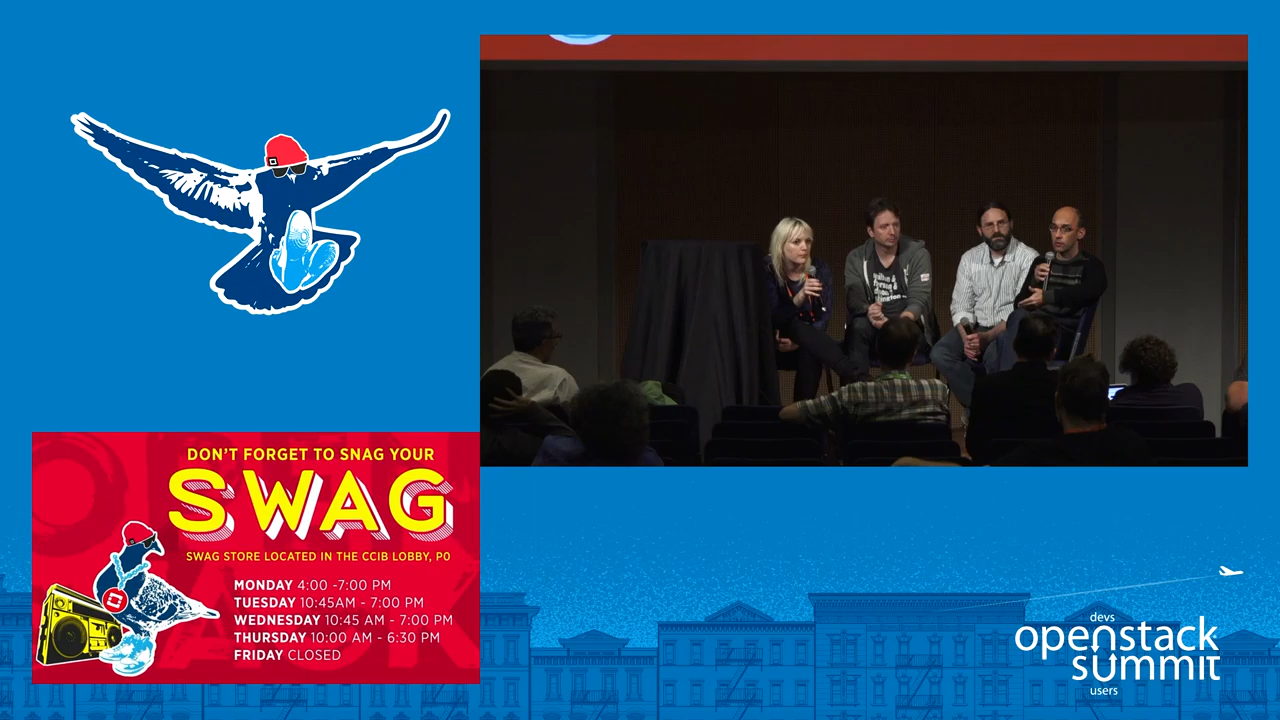 DON'T FORGET TO SNAG YOUR
SWAG
SWAG STORE LOCATED IN THE CCIB LOBBY, P0
MONDAY 4:00 -7:00 PM
TUESDAY 10:45AM - 7:00 PM
WEDNESDAY 10:45 AM - 7:00 PM
THURSDAY 10:00 AM - 6:30 PM
FRIDAY CLOSED
devs
openstack
summit
users